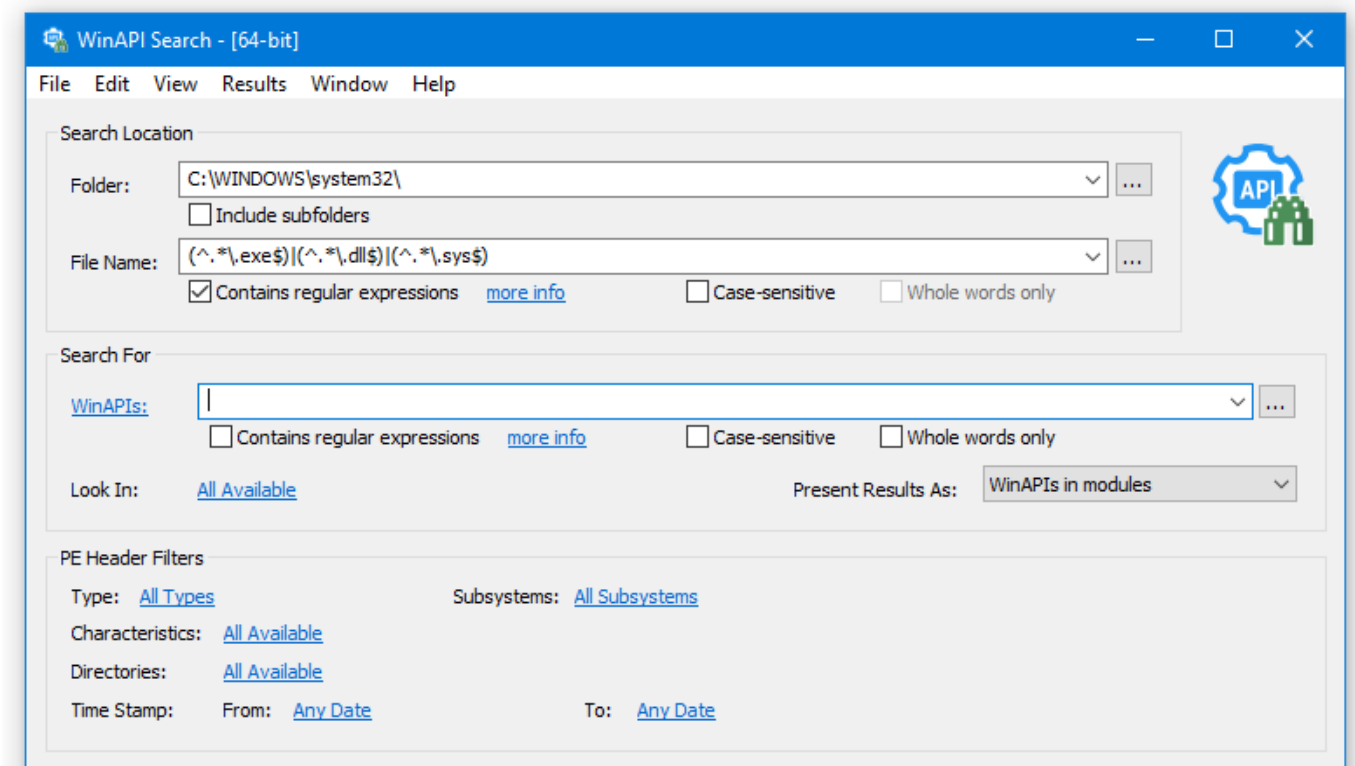 WinAPI Search - [64-bit]
File Edit View Results Window Help
Search Location
Folder: C:\WINDOWS\system32\ ...
Include subfolders
File Name: (^.*\.exe$)|(^.*\.dll$)|(^.*\.sys$) ...
Contains regular expressions more info Case-sensitive Whole words only
API
Search For
WinAPIs: ...
Contains regular expressions more info Case-sensitive Whole words only
Look In: All Available Present Results As: WinAPIs in modules
PE Header Filters
Type: All Types Subsystems: All Subsystems
Characteristics: All Available
Directories: All Available
Time Stamp: From: Any Date To: Any Date